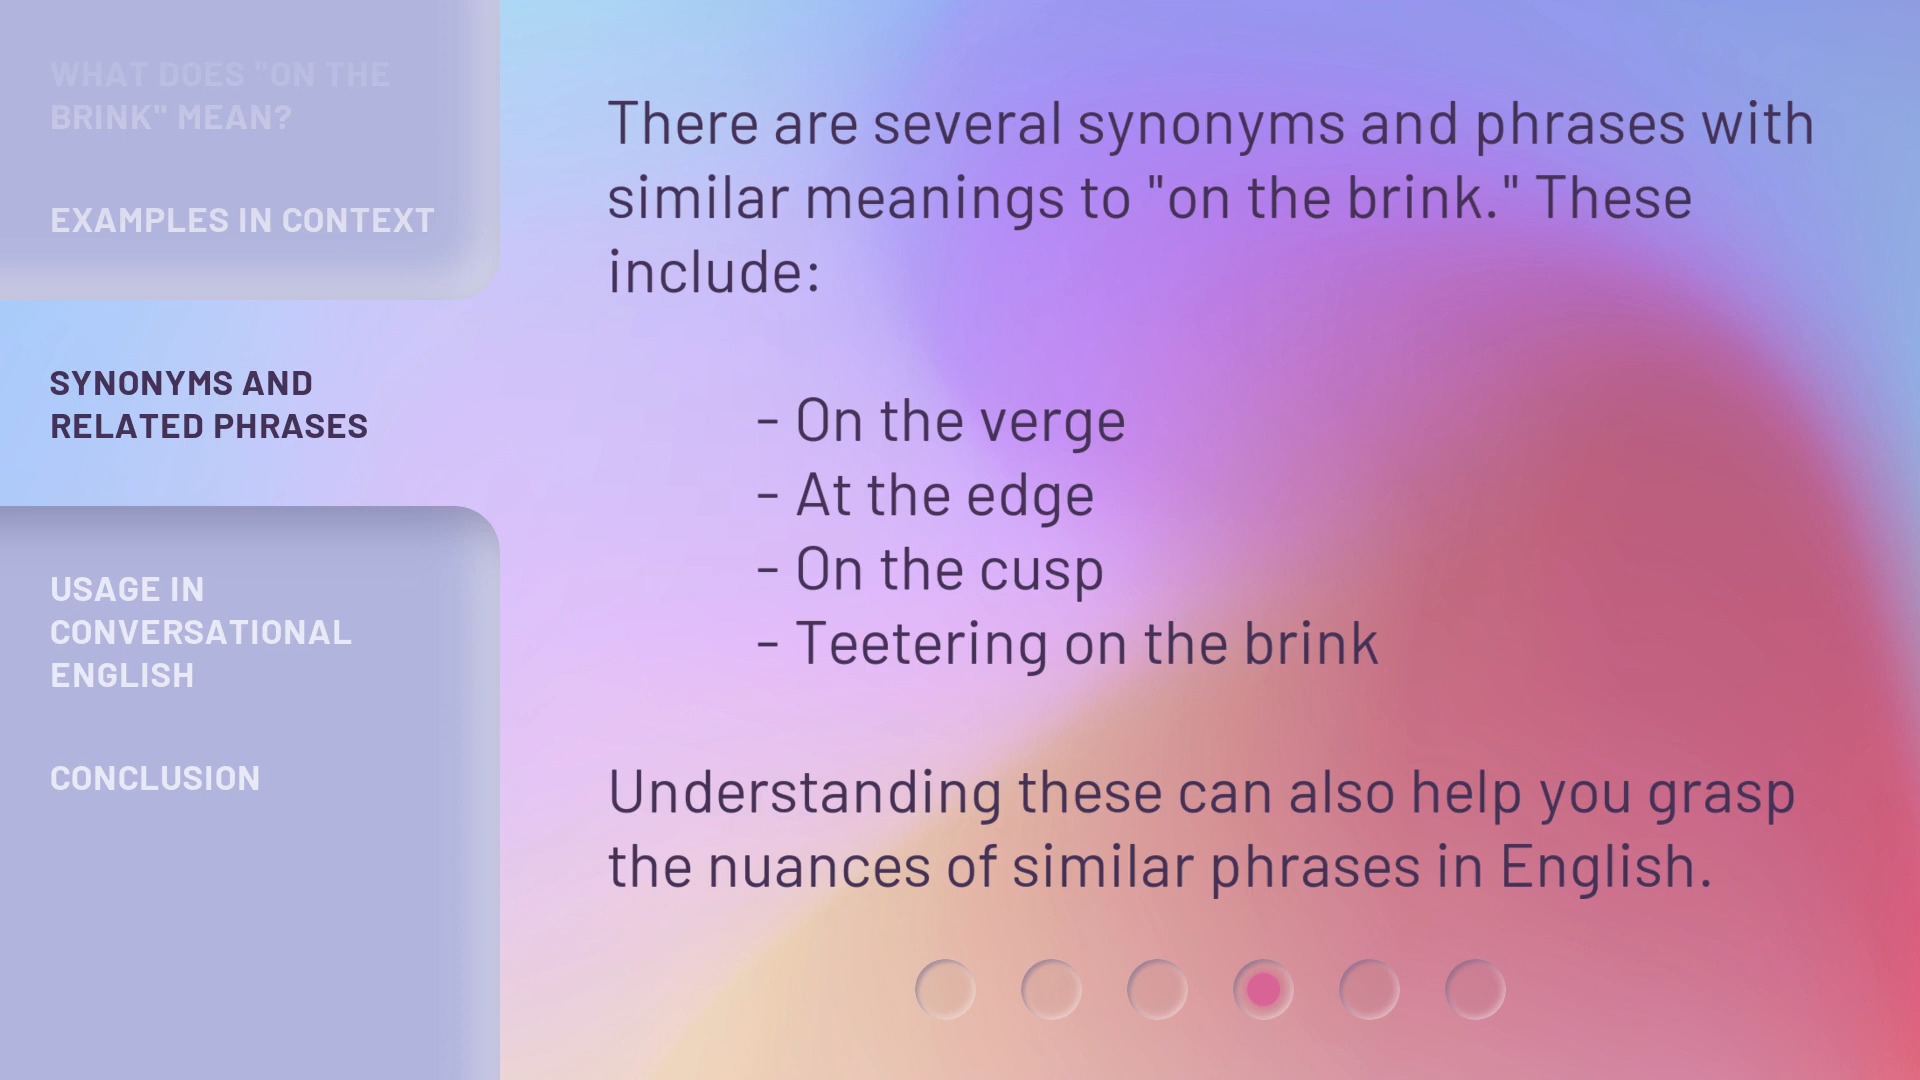 WHAT DOES "ON THE
BRINK" MEAN?
EXAMPLES IN CONTEXT
SYNONYMS AND
RELATED PHRASES
USAGE IN
CONVERSATIONAL
ENGLISH
CONCLUSION
There are several synonyms and phrases with
similar meanings to "on the brink." These
include:
- On the verge
- At the edge
- On the cusp
- Teetering on the brink
Understanding these can also help you grasp
the nuances of similar phrases in English.